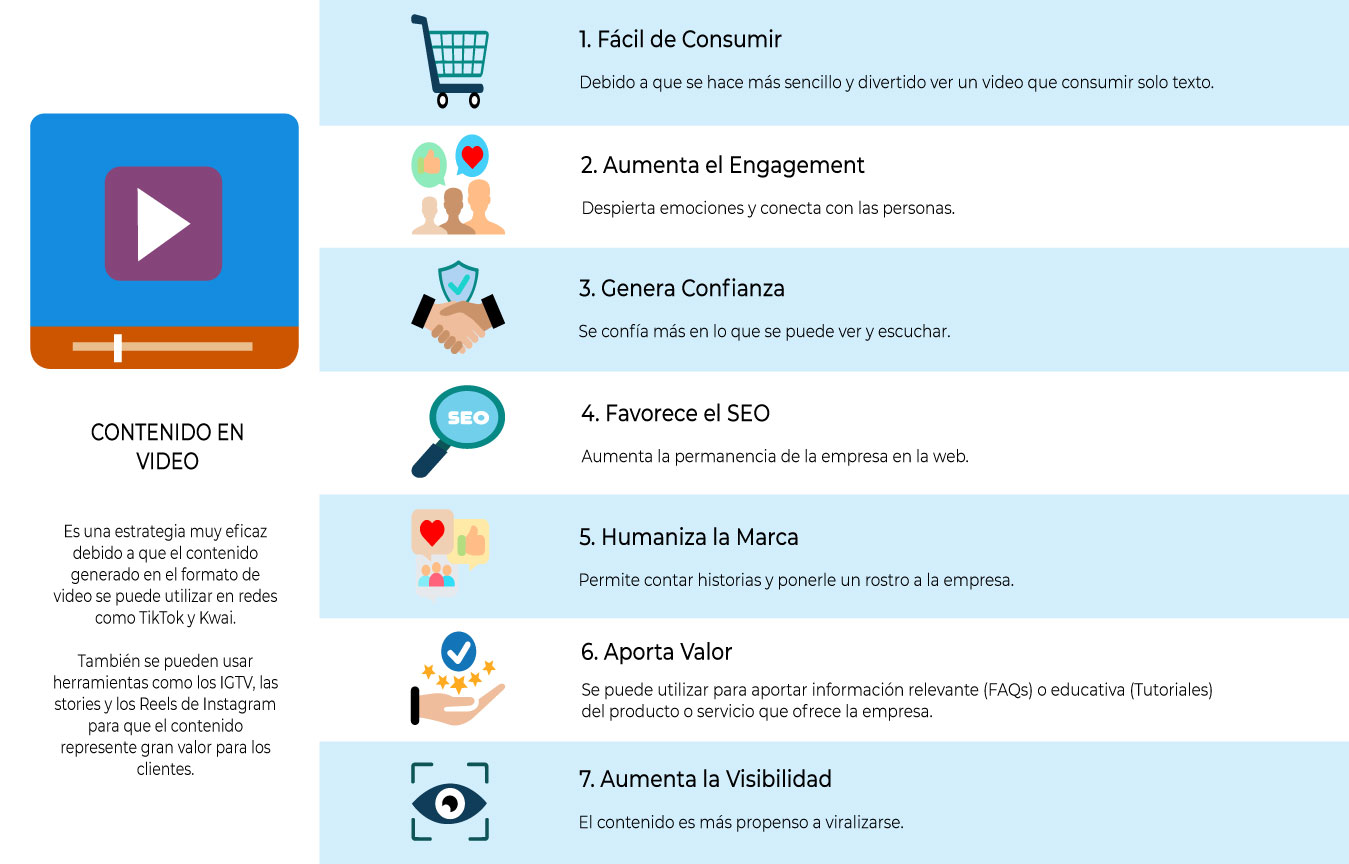 CONTENIDO EN
VIDEO
Es una estrategia muy eficaz
debido a que el contenido
generado en el formato de
video se puede utilizar en redes
como TikTok y Kwai.
También se pueden usar
herramientas como los IGTV, las
stories y los Reels de Instagram
para que el contenido
represente gran valor para los
clientes.
1. Fácil de Consumir
Debido a que se hace más sencillo y divertido ver un video que consumir solo texto.
2. Aumenta el Engagement
Despierta emociones y conecta con las personas.
3. Genera Confianza
Se confía más en lo que se puede ver y escuchar.
SEO
4. Favorece el SEO
Aumenta la permanencia de la empresa en la web.
5. Humaniza la Marca
Permite contar historias y ponerle un rostro a la empresa.
6. Aporta Valor
Se puede utilizar para aportar información relevante (FAQs) o educativa (Tutoriales)
del producto o servicio que ofrece la empresa.
7. Aumenta la Visibilidad
El contenido es más propenso a viralizarse.